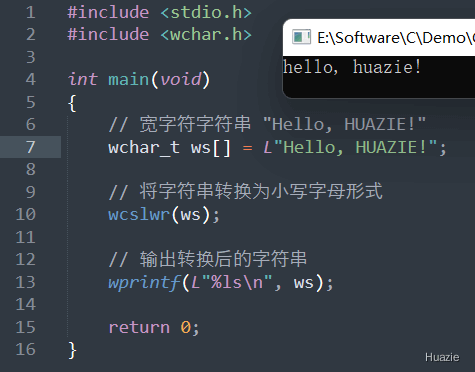 1 #include <stdio.h>
2 #include <wchar.h>
3
4 int main(void)
5 {
6 // 宽字符字符串 "Hello, HUAZIE!"
7 wchar_t ws[] = L"Hello, HUAZIE!";
8
9 // 将字符串转换为小写字母形式
10 wcslwr(ws);
11
12 // 输出转换后的字符串
13 wprintf(L"%ls\n", ws);
14
15 return 0;
16 }
E:\Software\C\Demo\
hello, huazie!
Huazie